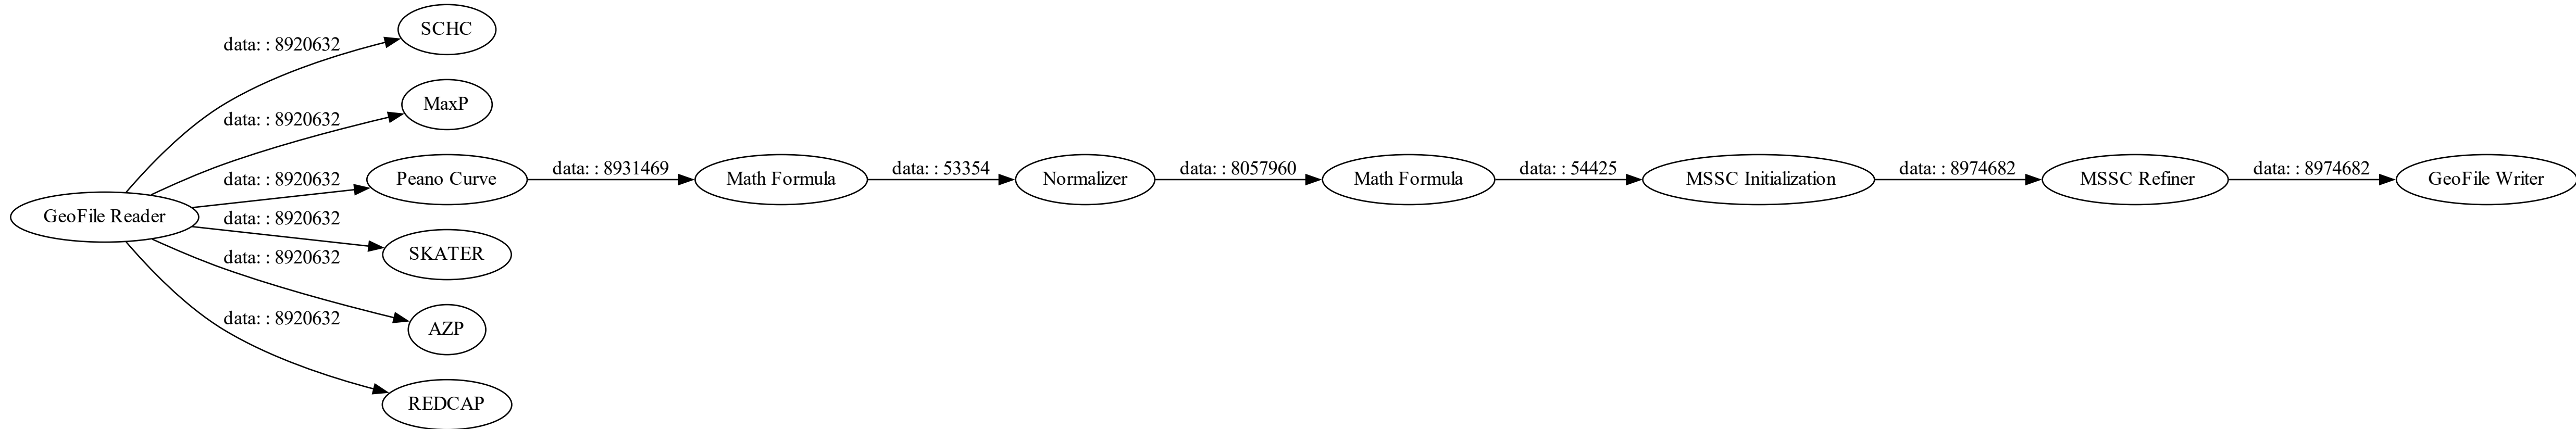 SCHC
data: : 8920632
MaxP
data: : 8920632
data: : 8920632
Peano Curve
data: : 8931469
Math Formula
data: : 53354
Normalizer
data: : 8057960
Math Formula
data: : 54425
MSSC Initialization
data: : 8974682
MSSC Refiner
data: : 8974682
GeoFile Writer
GeoFile Reader
data: : 8920632
SKATER
data: : 8920632
AZP
data: : 8920632
REDCAP